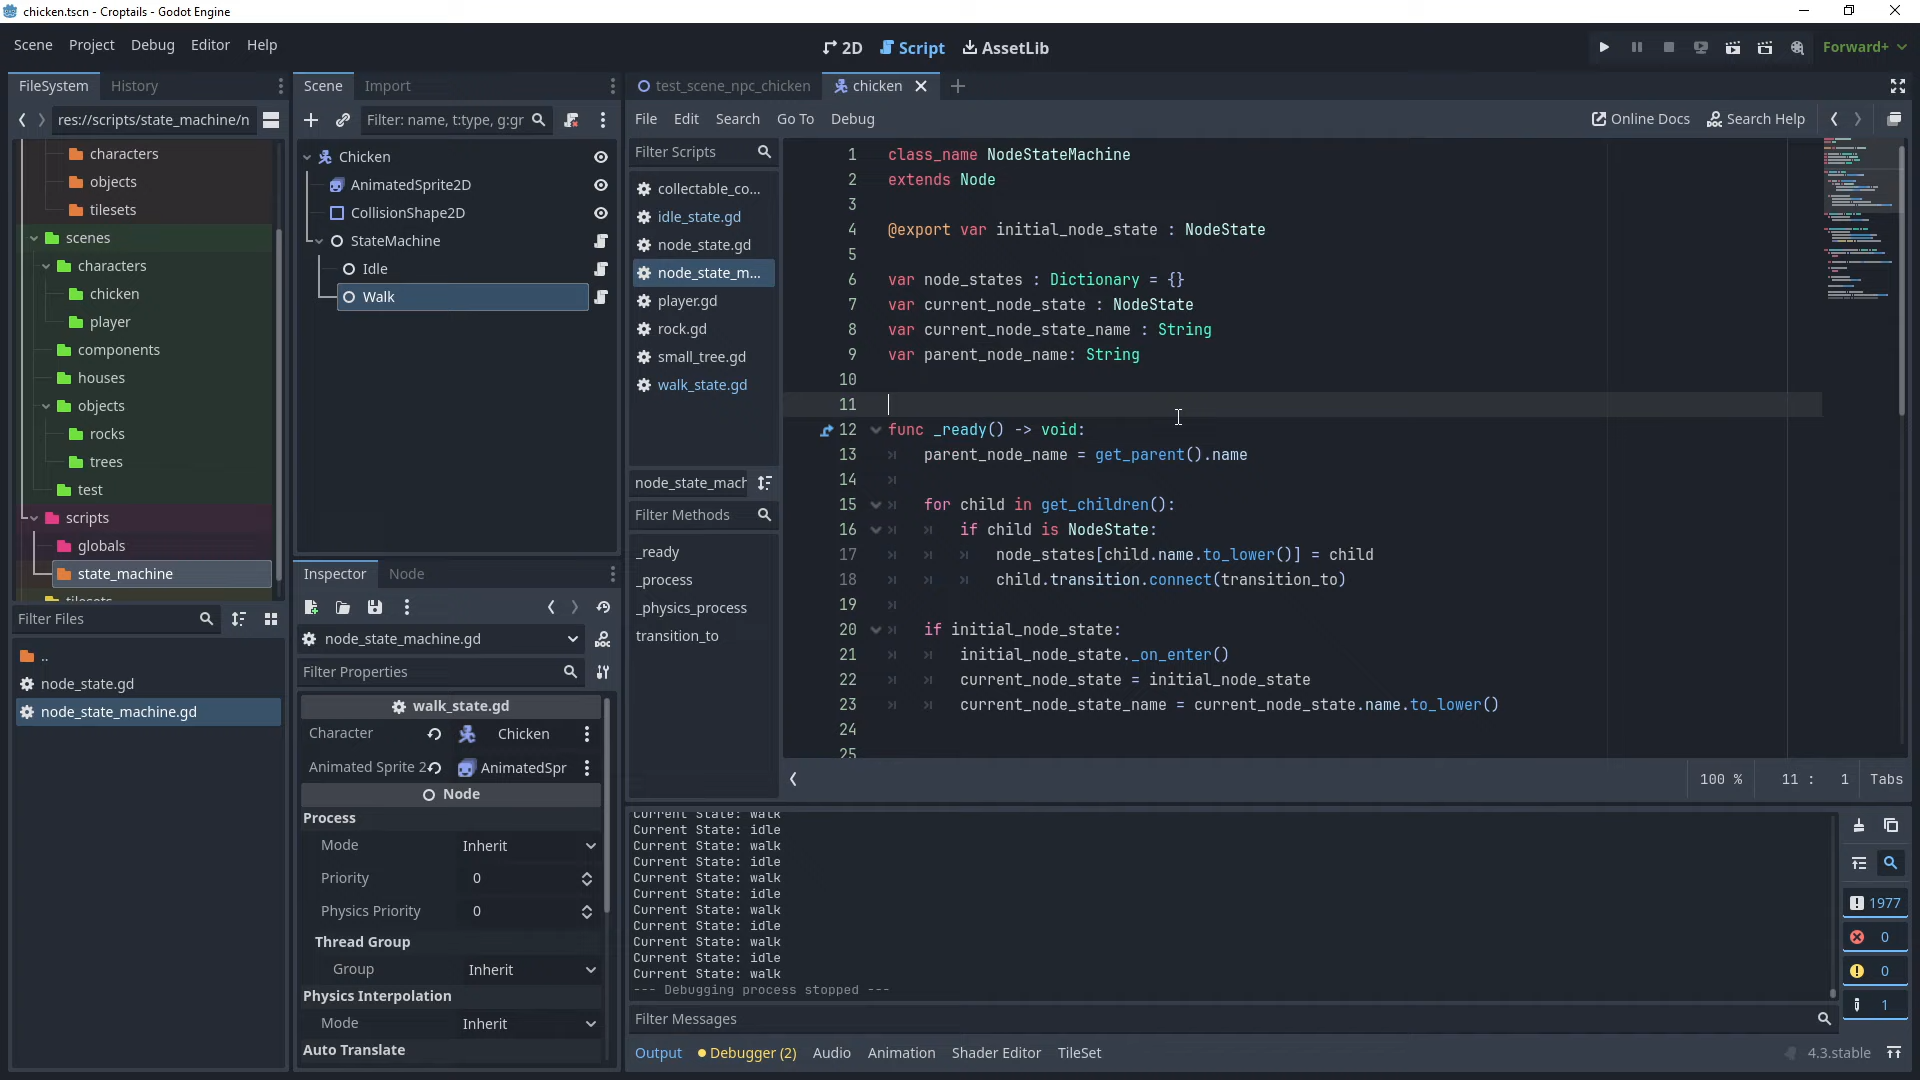 chicken.tscn - Croptails - Godot Engine
Scene Project Debug Editor Help
2D Script AssetLib
Forward+
FileSystem History
res://scripts/state_machine/n
characters
objects
tilesets
scenes
characters
chicken
player
components
houses
objects
rocks
trees
test
scripts
globals
state_machine
Filter Files
..
node_state.gd
node_state_machine.gd
Scene Import
Filter: name, t:type, g:gr
Chicken
AnimatedSprite2D
CollisionShape2D
StateMachine
Idle
Walk
Inspector Node
node_state_machine.gd
Filter Properties
walk_state.gd
Character Chicken
Animated Sprite 2 AnimatedSpr
Node
Process
Mode Inherit
Priority 0
Physics Priority 0
Thread Group
Group Inherit
Physics Interpolation
Mode Inherit
Auto Translate
test_scene_npc_chicken chicken
File Edit Search Go To Debug
Online Docs Search Help
Filter Scripts
collectable_co...
idle_state.gd
node_state.gd
node_state_m...
player.gd
rock.gd
small_tree.gd
walk_state.gd
node_state_mach
Filter Methods
_ready
_process
_physics_process
transition_to
1 class_name NodeStateMachine
2 extends Node
3
4 @export var initial_node_state : NodeState
5
6 var node_states : Dictionary = {}
7 var current_node_state : NodeState
8 var current_node_state_name : String
9 var parent_node_name: String
10
11
12 func _ready() -> void:
13 parent_node_name = get_parent().name
14
15 for child in get_children():
16 if child is NodeState:
17 node_states[child.name.to_lower()] = child
18 child.transition.connect(transition_to)
19
20 if initial_node_state:
21 initial_node_state._on_enter()
22 current_node_state = initial_node_state
23 current_node_state_name = current_node_state.name.to_lower()
24
25
100 % 11 : 1 Tabs
Current State: walk
Current State: idle
Current State: walk
Current State: idle
Current State: walk
Current State: idle
Current State: walk
Current State: idle
Current State: walk
Current State: idle
Current State: walk
--- Debugging process stopped ---
1977
0
0
1
Filter Messages
Output Debugger (2) Audio Animation Shader Editor TileSet
4.3.stable